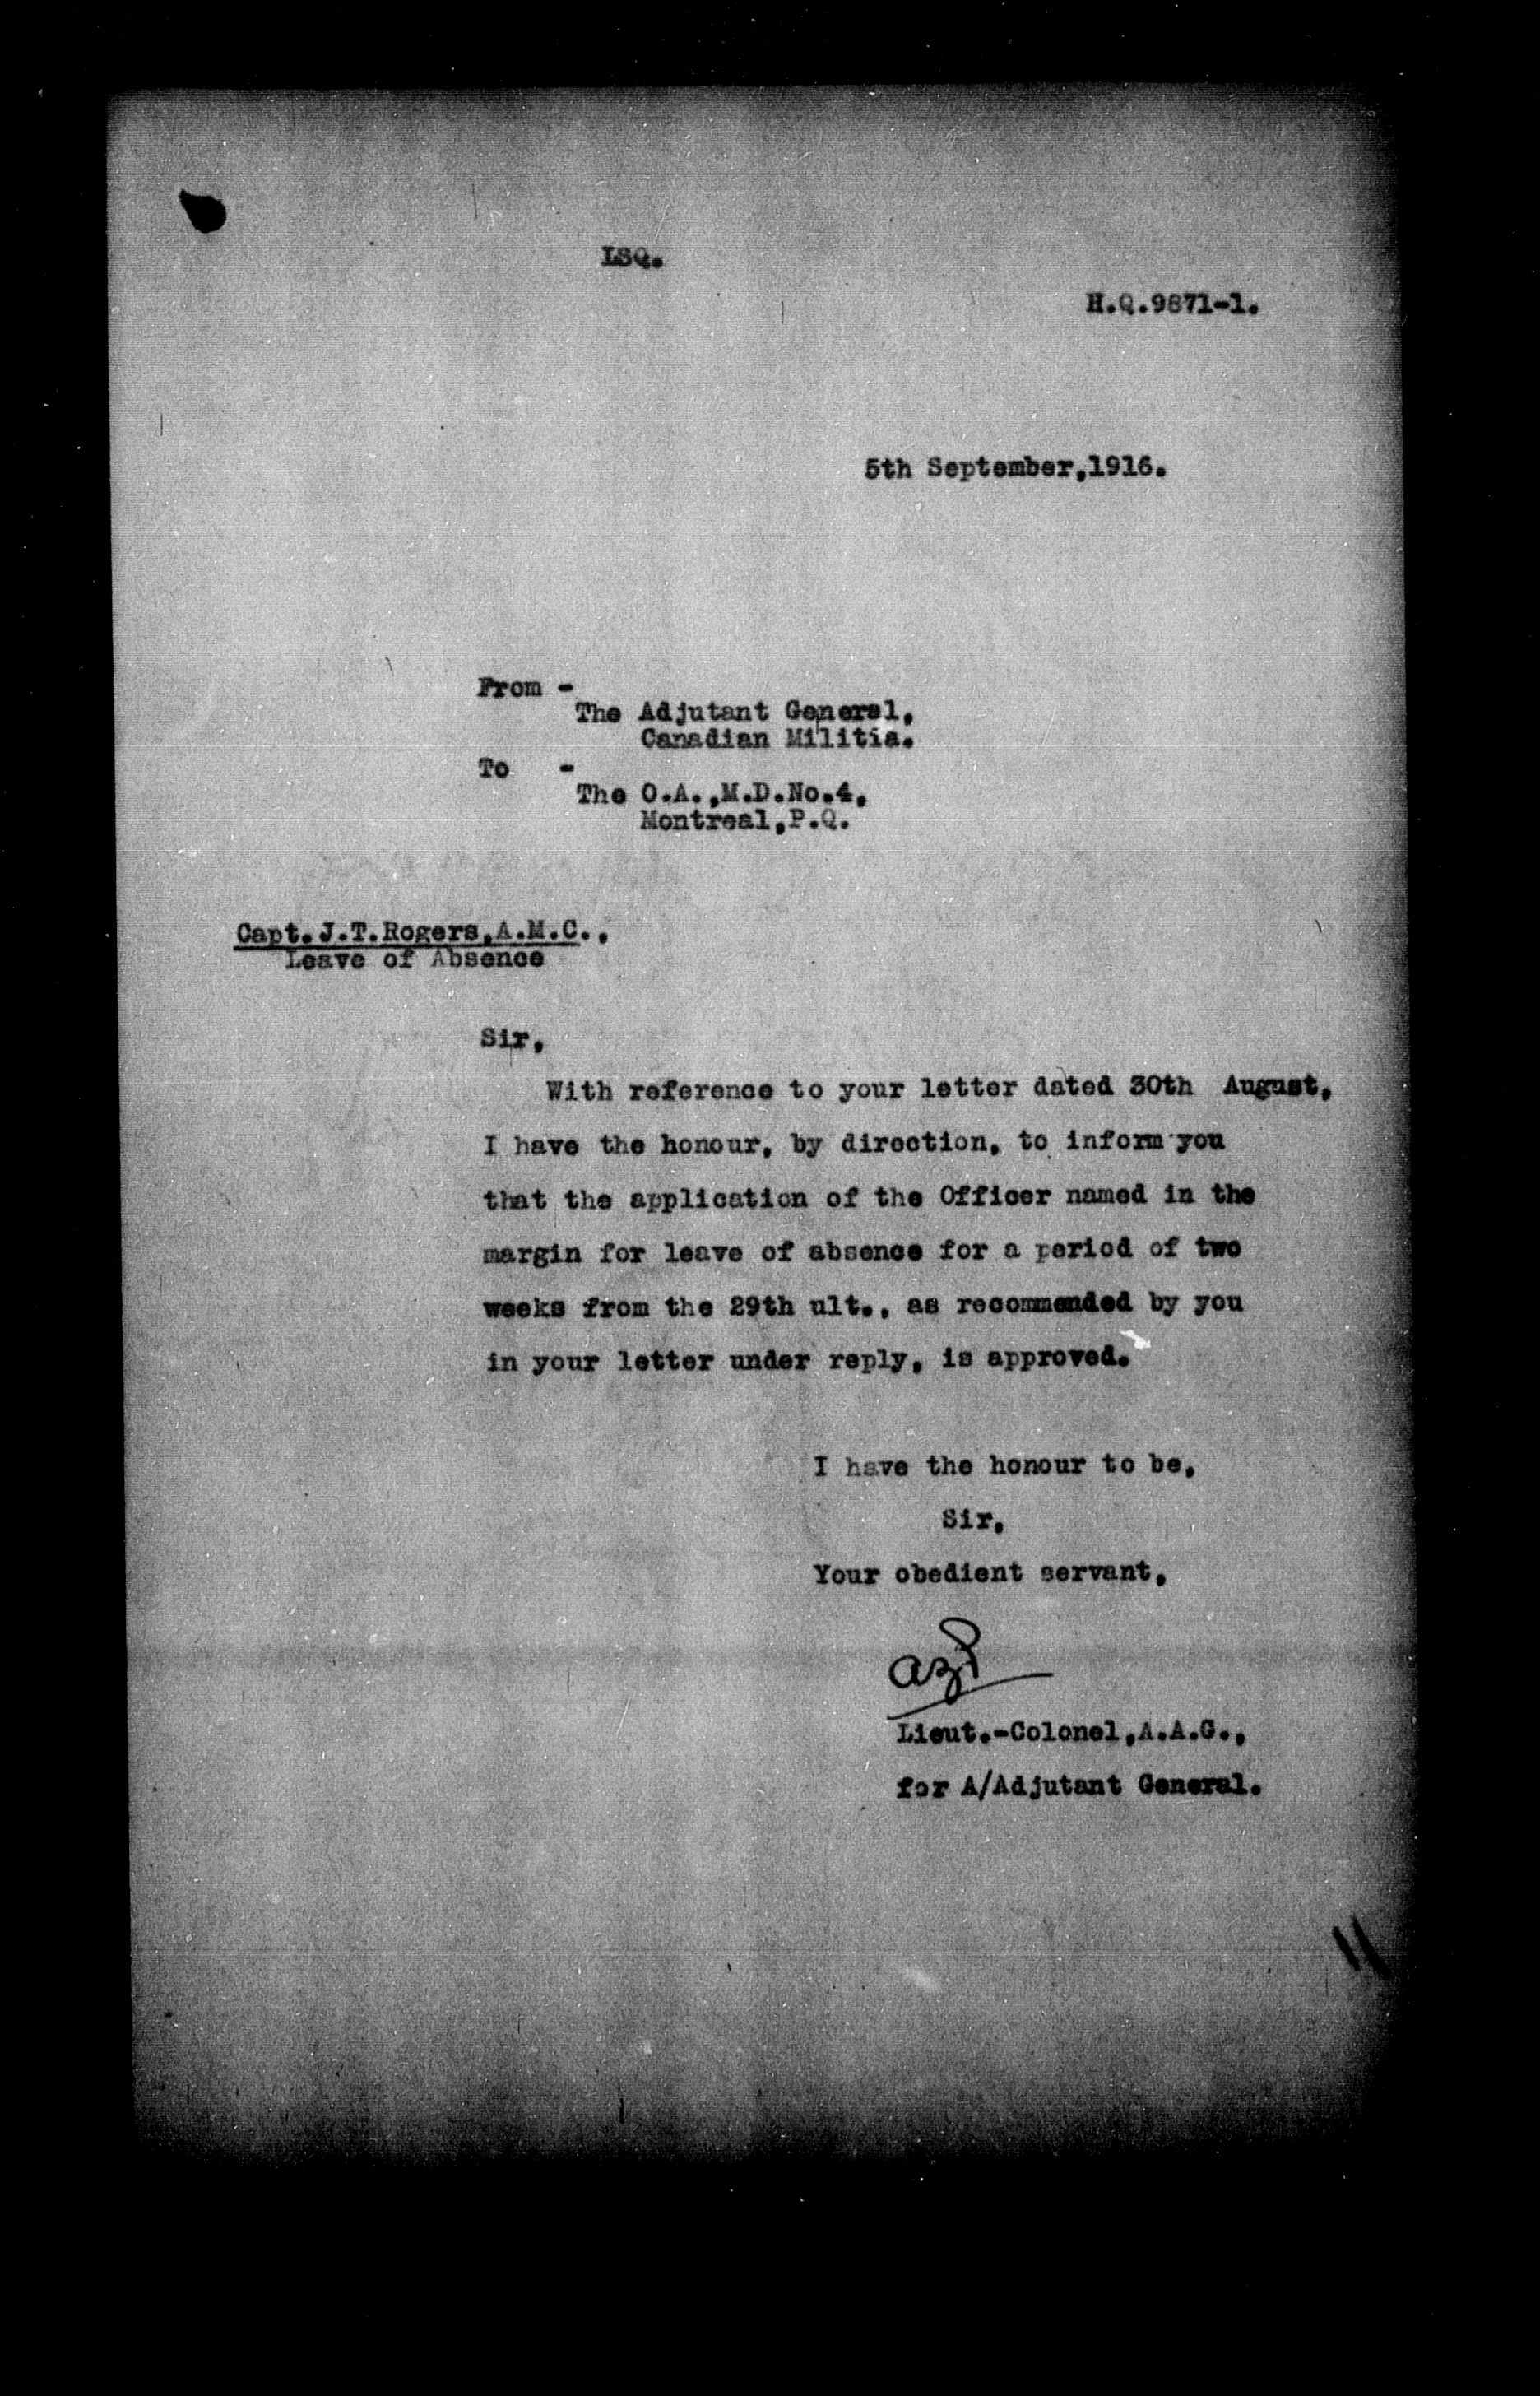 LSQ.
H.Q.9871-1.
5th September,1916.
From -
The Adjutant General,
Canadian Militia.
To -
The O.A.,M.D.No.4,
Montreal,P.Q.
Capt.J.T.Rogers,A.M.C.,
Leave of Absence
Sir,
With reference to your letter dated 30th August,
I have the honour, by direction, to inform you
that the application of the Officer named in the
margin for leave of absence for a period of two
weeks from the 29th ult., as recommended by you
in your letter under reply, is approved.
I have the honour to be,
Sir,
Your obedient servant,
Lieut.-Colonel,A.A.G.,
for A/Adjutant General.